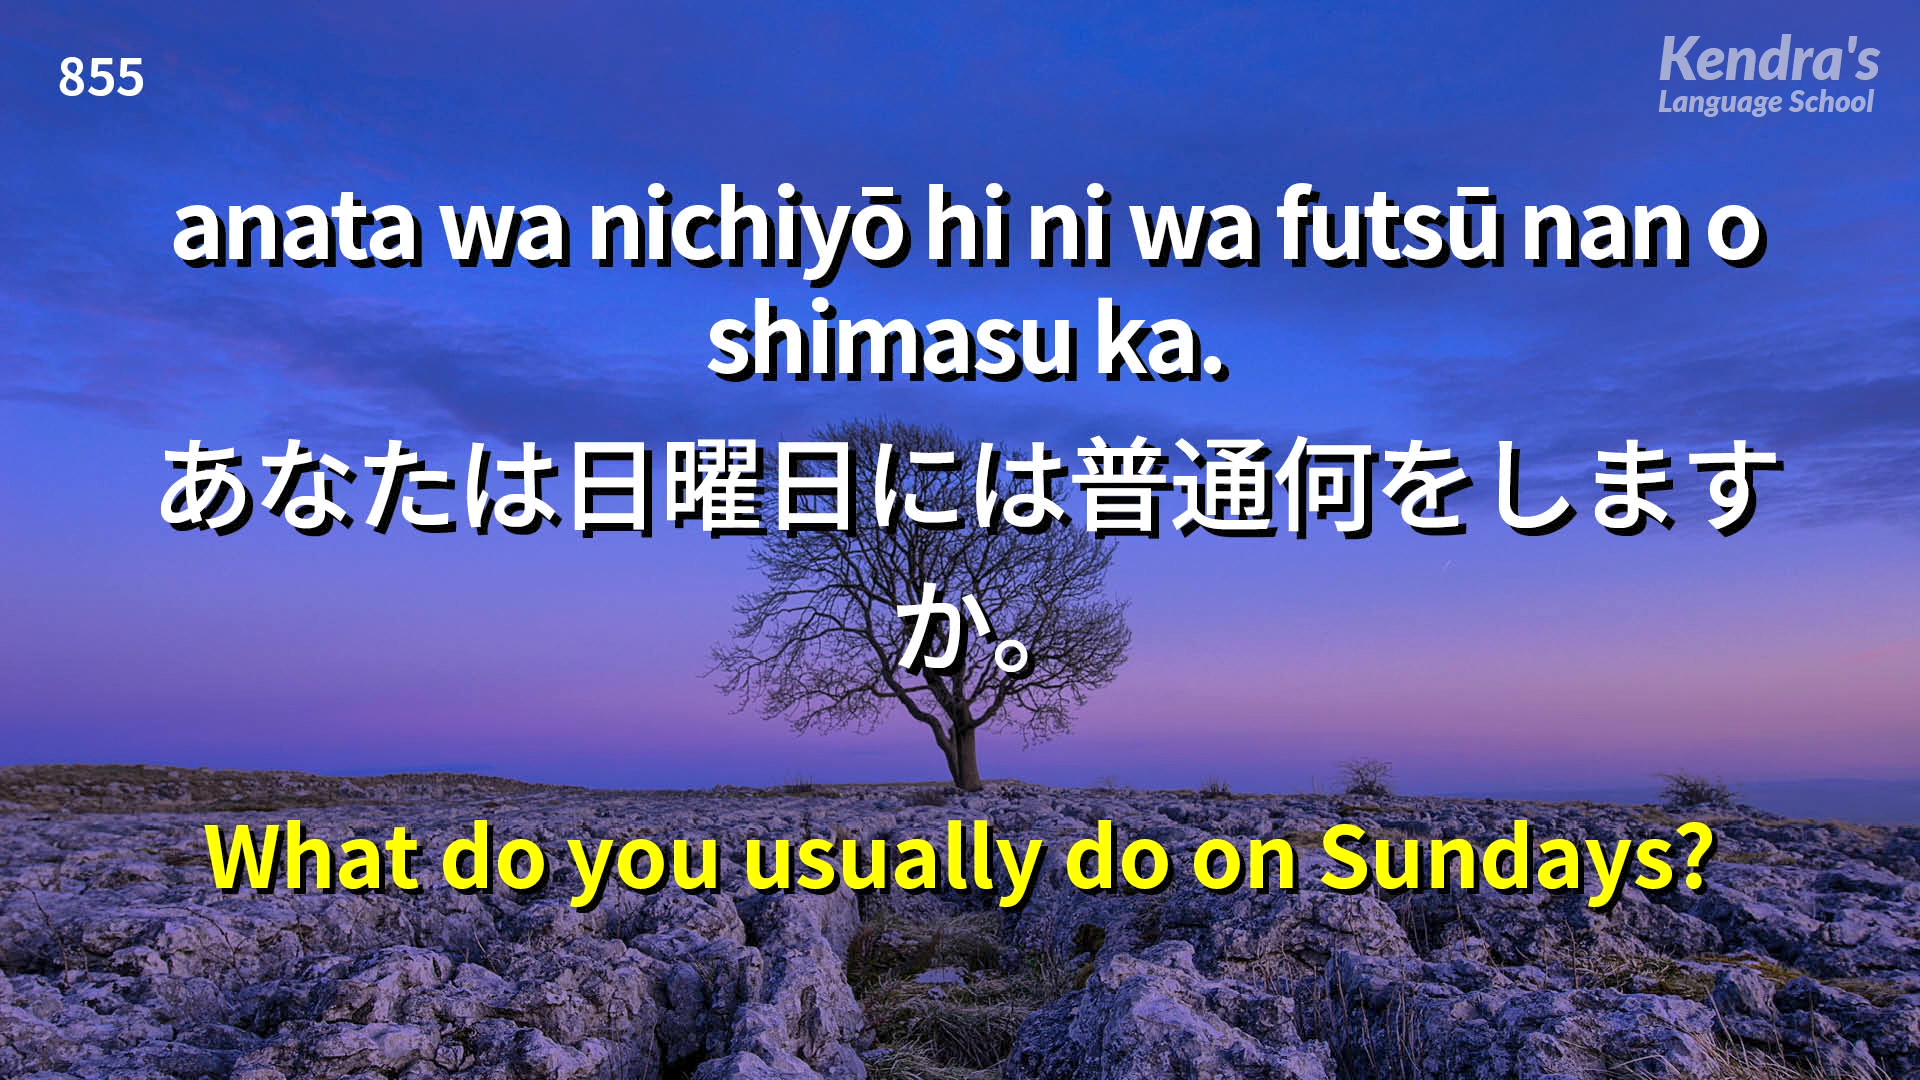 855
Kendra's
Language School
anata wa nichiyō hi ni wa futsū nan o
shimasu ka.
あなたは日曜日には普通何をします
か。
What do you usually do on Sundays?